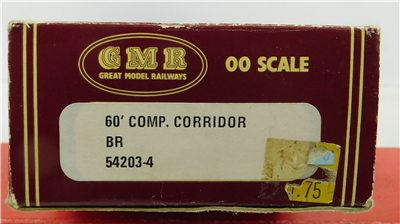 GMR
GREAT MODEL RAILWAYS
OO SCALE
60' COMP. CORRIDOR
BR
54203-4
.75